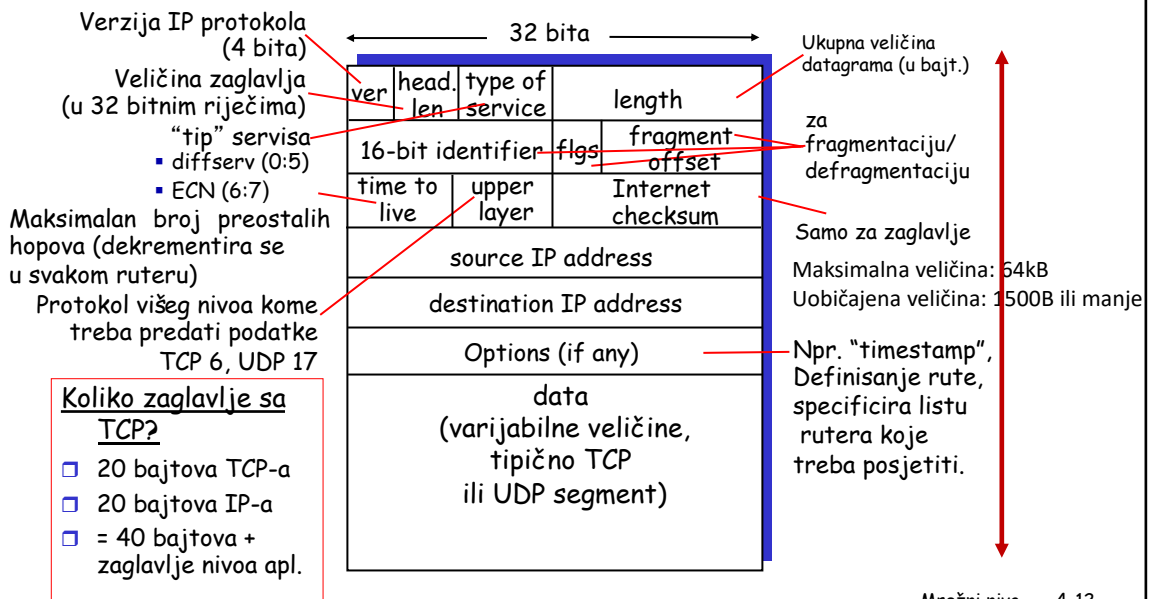 Verzija IP protokola
(4 bita)
Veličina zaglavlja
(u 32 bitnim riječima)
“tip” servisa
▪ diffserv (0:5)
▪ ECN (6:7)
Maksimalan broj preostalih
hopova (dekrementira se
u svakom ruteru)
Protokol višeg nivoa kome
treba predati podatke
TCP 6, UDP 17
Koliko zaglavlje sa
TCP?
❒ 20 bajtova TCP-a
❒ 20 bajtova IP-a
❒ = 40 bajtova +
zaglavlje nivoa apl.
32 bita
ver
head.
len
type of
service
length
16-bit identifier
flgs
fragment
offset
time to
live
upper
layer
Internet
checksum
source IP address
destination IP address
Options (if any)
data
(varijabilne veličine,
tipično TCP
ili UDP segment)
Ukupna veličina
datagrama (u bajt.)
za
fragmentaciju/
defragmentaciju
Samo za zaglavlje
Maksimalna veličina: 64kB
Uobičajena veličina: 1500B ili manje
Npr. “timestamp”,
Definisanje rute,
specificira listu
rutera koje
treba posjetiti.
Mrežni nivo 4-12